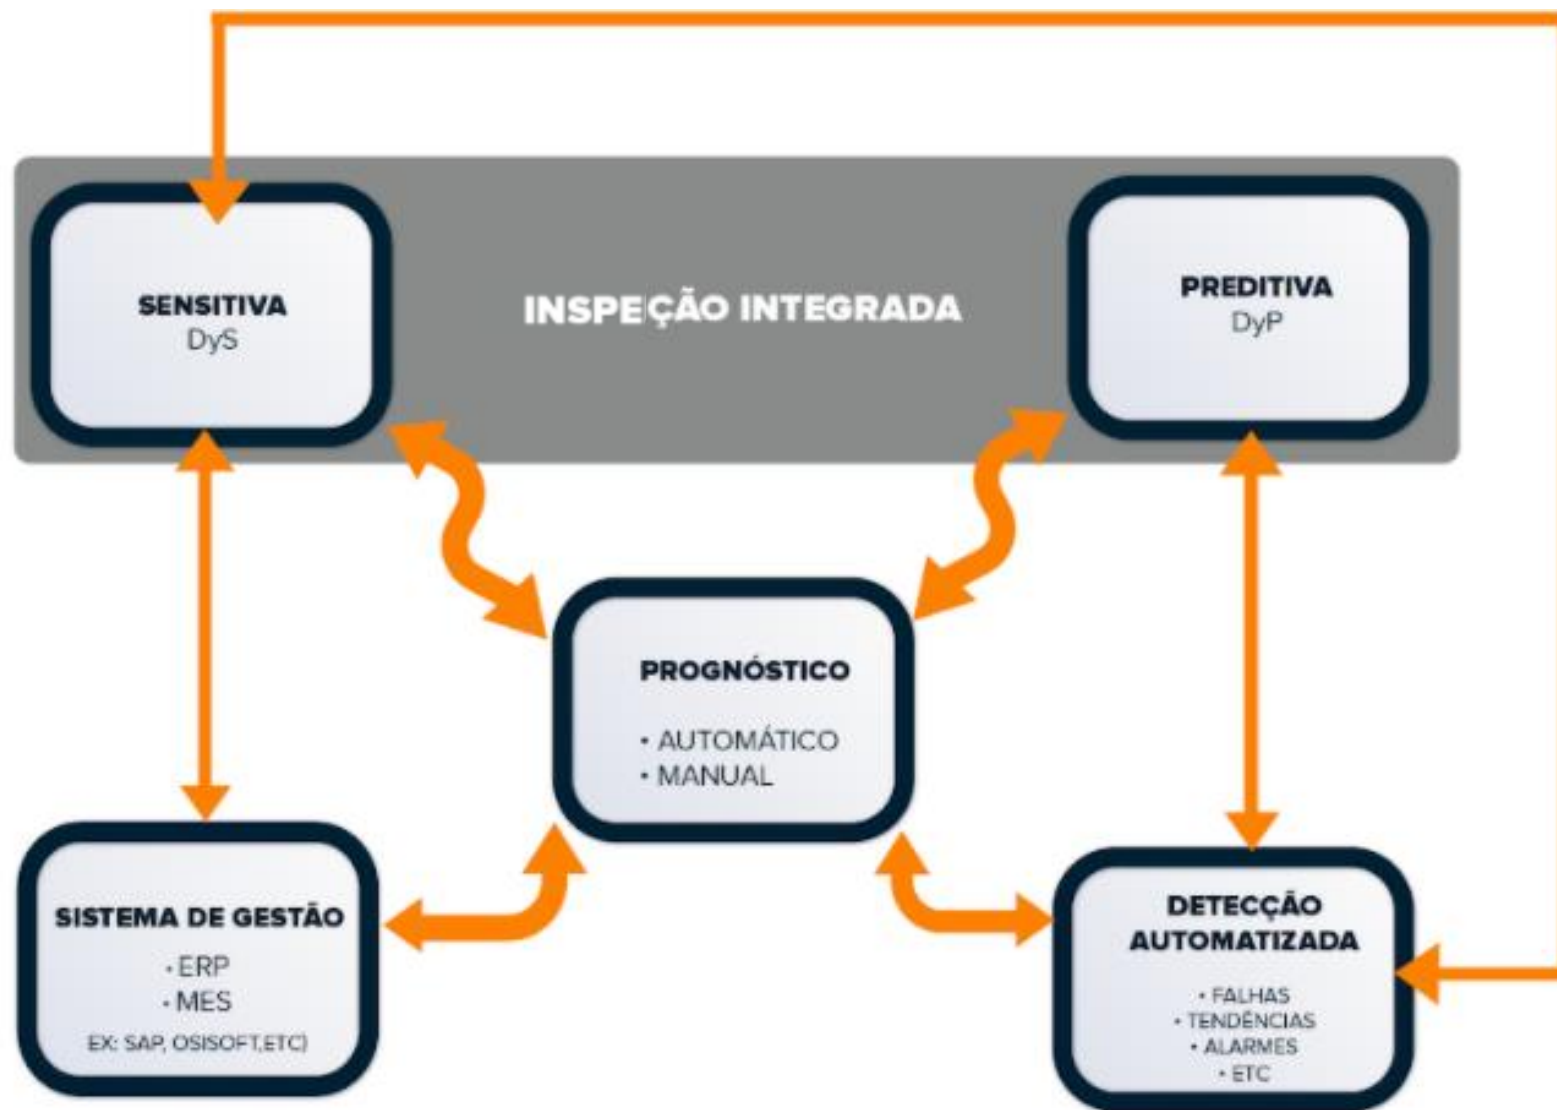 SENSITIVA
DyS
INSPEÇÃO INTEGRADA
PREDITIVA
DyP
PROGNÓSTICO
• AUTOMÁTICO
• MANUAL
SISTEMA DE GESTÃO
• ERP
• MES
EX: SAP, OSISOFT,ETC)
DETECÇÃO
AUTOMATIZADA
• FALHAS
• TENDÊNCIAS
• ALARMES
• ETC